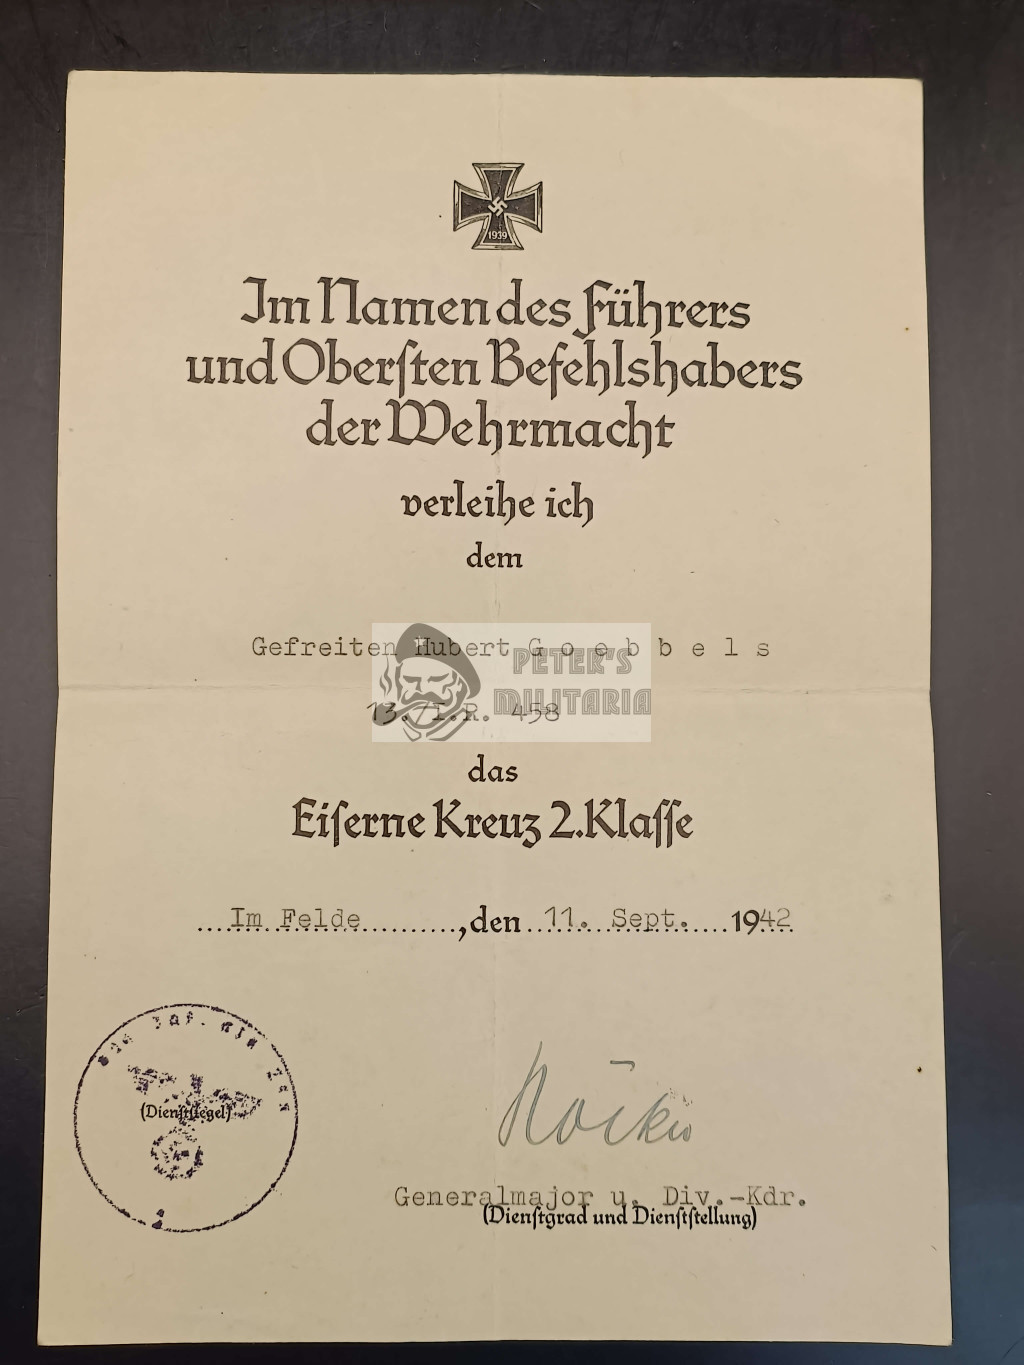 1939
Im Namen des Führers
und Oberſten Befehlshabers
der Wehrmacht
verleihe ich
dem
Gefreiten Hubert G o e b b e l s
13./I.R. 458
PETER'S
MILITARIA
das
Eiſerne Kreuz 2.Klaſſe
Im Felde, den 11. Sept. 1942
(Dienſtſiegel)
Generalmajor u. Div.-Kdr.
(Dienſtgrad und Dienſtſtellung)